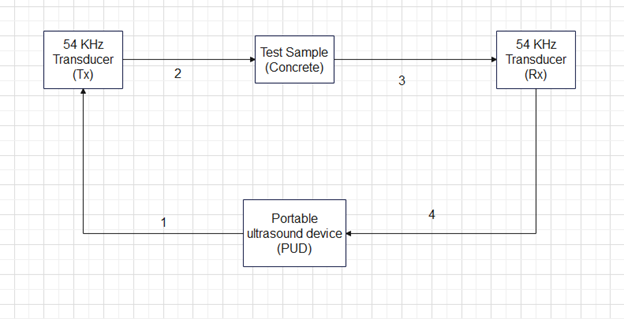 54 KHz
Transducer
(Tx)
2
Test Sample
(Concrete)
3
54 KHz
Transducer
(Rx)
1
Portable
ultrasound device
(PUD)
4